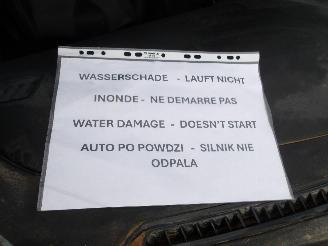 WASSERSCHADE - LAUFT NICHT
INONDE - NE DEMARRE PAS
WATER DAMAGE - DOESN'T START
AUTO PO POWDZI - SILNIK NIE
ODPALA